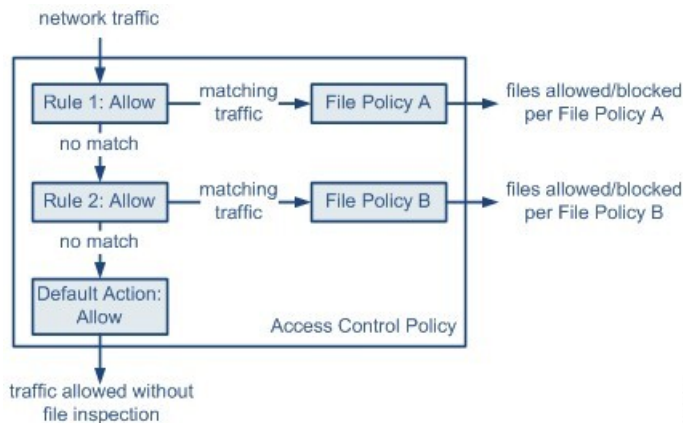 network traffic
Rule 1: Allow
matching
traffic
File Policy A
files allowed/blocked
per File Policy A
no match
Rule 2: Allow
matching
traffic
File Policy B
files allowed/blocked
per File Policy B
no match
Default Action:
Allow
Access Control Policy
traffic allowed without
file inspection